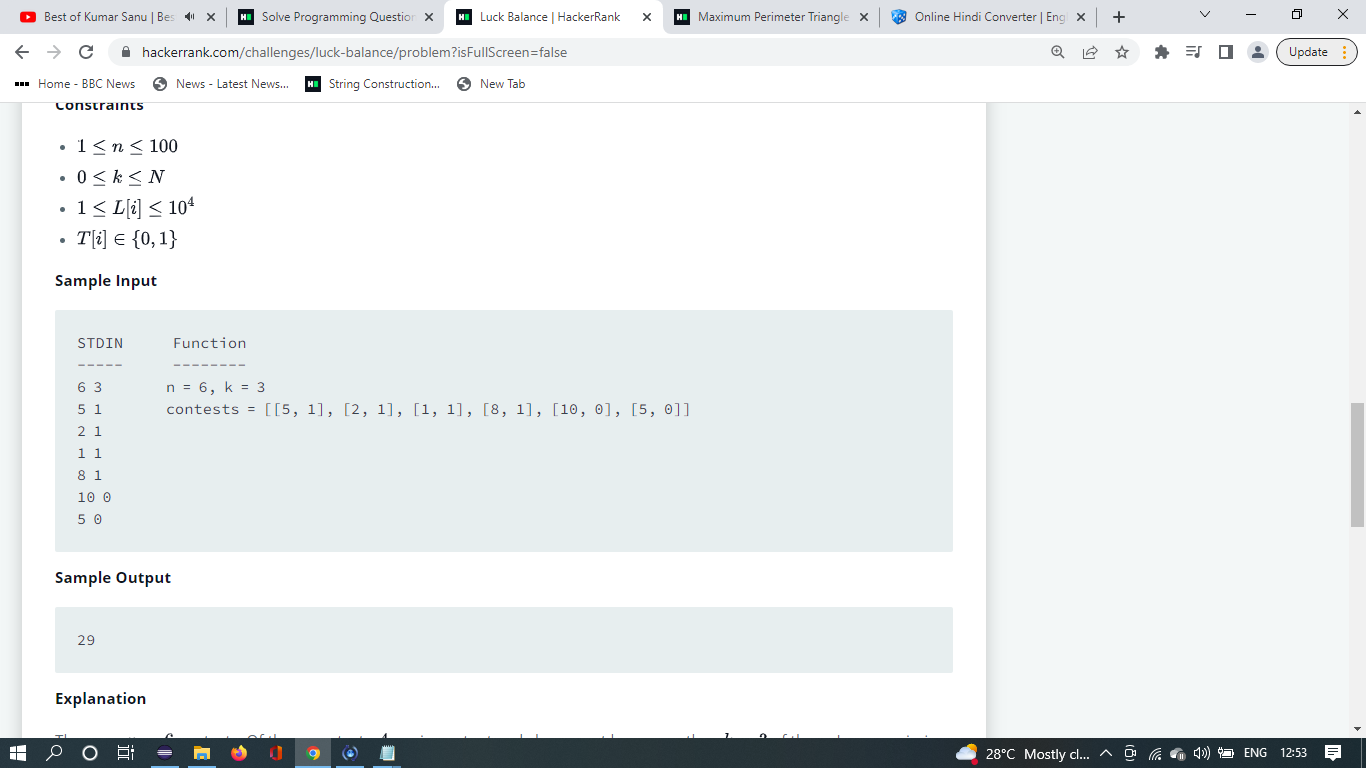 Best of Kumar Sanu | Bes
Solve Programming Question
Luck Balance | HackerRank
Maximum Perimeter Triangle
Online Hindi Converter | Eng
hackerrank.com/challenges/luck-balance/problem?isFullScreen=false
Update
Home - BBC News
News - Latest News...
String Construction...
New Tab
Constraints
• 1 ≤ n ≤ 100
• 0 ≤ k ≤ N
• 1 ≤ L[i] ≤ 10⁴
• T[i] ∈ {0, 1}
Sample Input
STDIN Function
----- --------
6 3 n = 6, k = 3
5 1 contests = [[5, 1], [2, 1], [1, 1], [8, 1], [10, 0], [5, 0]]
2 1
1 1
8 1
10 0
5 0
Sample Output
29
Explanation
28°C Mostly cl... ENG 12:53